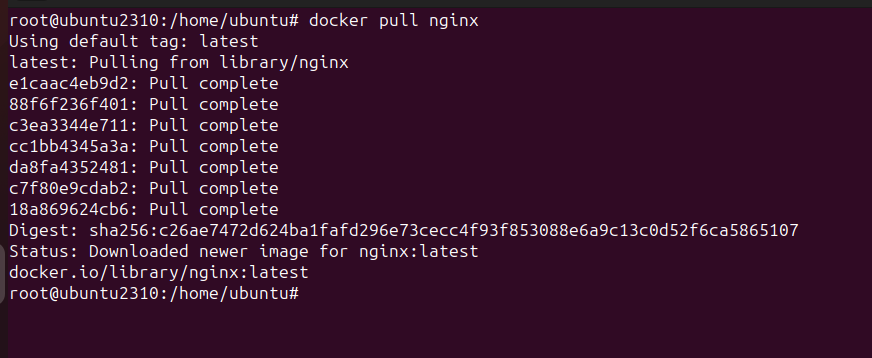 root@ubuntu2310:/home/ubuntu# docker pull nginx
Using default tag: latest
latest: Pulling from library/nginx
e1caac4eb9d2: Pull complete
88f6f236f401: Pull complete
c3ea3344e711: Pull complete
cc1bb4345a3a: Pull complete
da8fa4352481: Pull complete
c7f80e9cdab2: Pull complete
18a869624cb6: Pull complete
Digest: sha256:c26ae7472d624ba1fafd296e73cecc4f93f853088e6a9c13c0d52f6ca5865107
Status: Downloaded newer image for nginx:latest
docker.io/library/nginx:latest
root@ubuntu2310:/home/ubuntu#